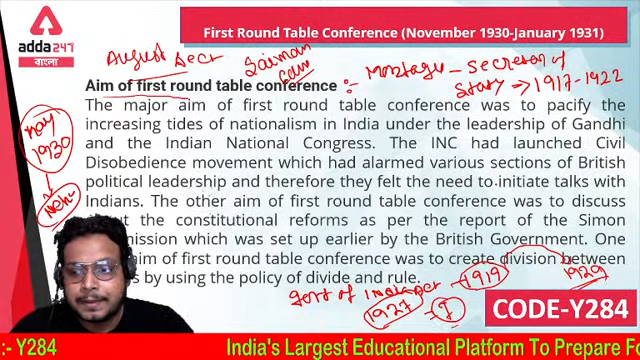 First Round Table Conference (November 1930-January 1931)
adda247
বাংলা
August Decr
Saiman
com
Montagu - Secretary of
State → 1917-1922
Aim of first round table conference :-
The major aim of first round table conference was to pacify the
increasing tides of nationalism in India under the leadership of Gandhi
and the Indian National Congress. The INC had launched Civil
Disobedience movement which had alarmed various sections of British
political leadership and therefore they felt the need to initiate talks with
Indians. The other aim of first round table conference was to discuss
the constitutional reforms as per the report of the Simon
mission which was set up earlier by the British Government. One
aim of first round table conference was to create division between
by using the policy of divide and rule.
Nov
1930
Nehru
Govt of India Act - 1919
1929
1927
CODE-Y284
:- Y284 India's Largest Educational Platform To Prepare Fo